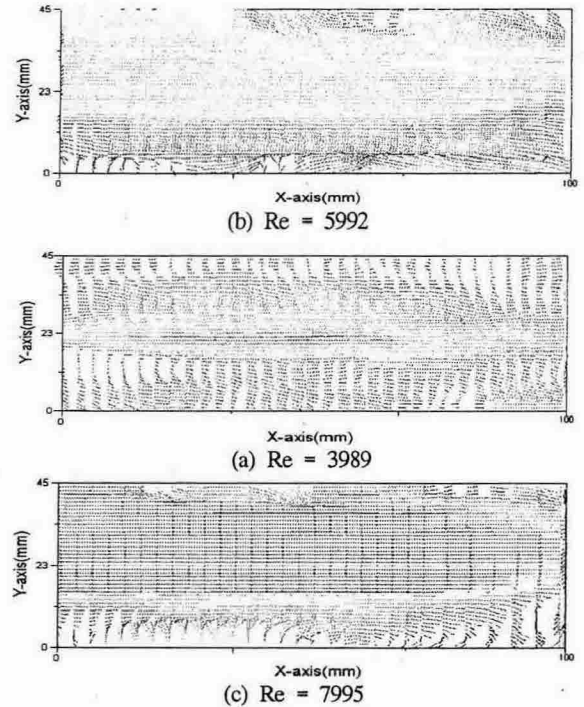 45
Y-axis(mm)
23
0
0
100
X-axis(mm)
(b) Re = 5992
45
Y-axis(mm)
23
0
0
100
X-axis(mm)
(a) Re = 3989
45
Y-axis(mm)
23
0
0
100
X-axis(mm)
(c) Re = 7995